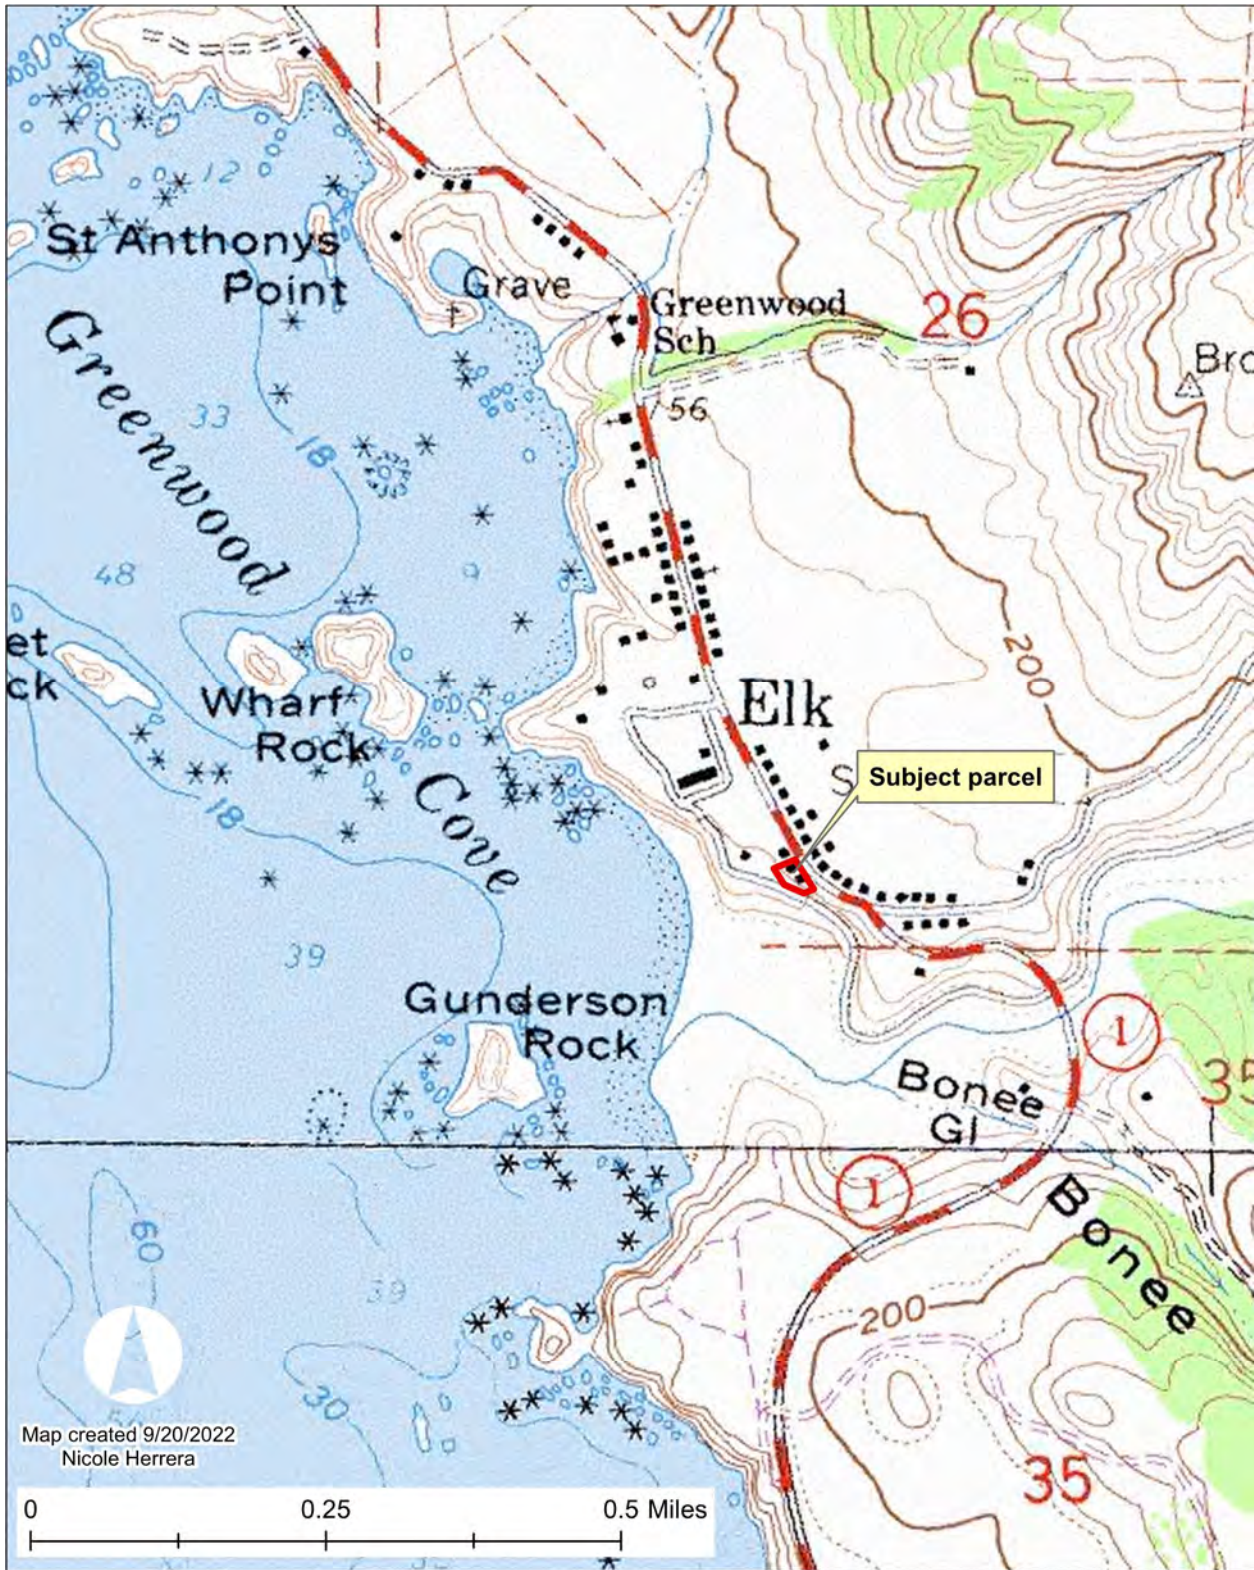 12
St Anthonys
Point
Grave
Greenwood
Sch
26
Bro
Greenwood
33
18
56
48
9
et
ck
200
Wharf
Rock
Elk
S
Subject parcel
18
Cove
39
Gunderson
Rock
1
35
Bonee
Gl
1
Bonee
60
39
200
30
Map created 9/20/2022
Nicole Herrera
35
0
0.25
0.5 Miles